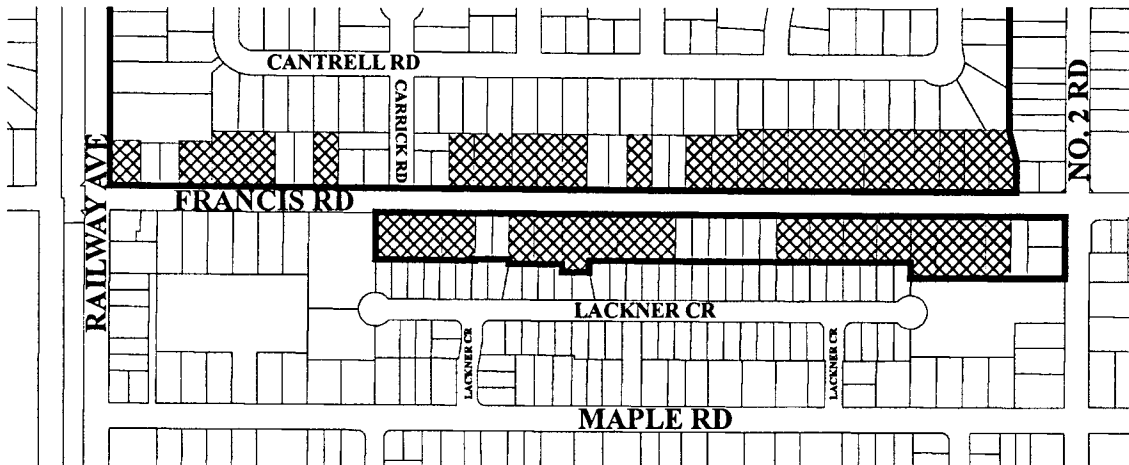 CANTRELL RD
CARRICK RD
NO. 2 RD
RAILWAY AVE
FRANCIS RD
LACKNER CR
LACKNER CR
LACKNER CR
MAPLE RD